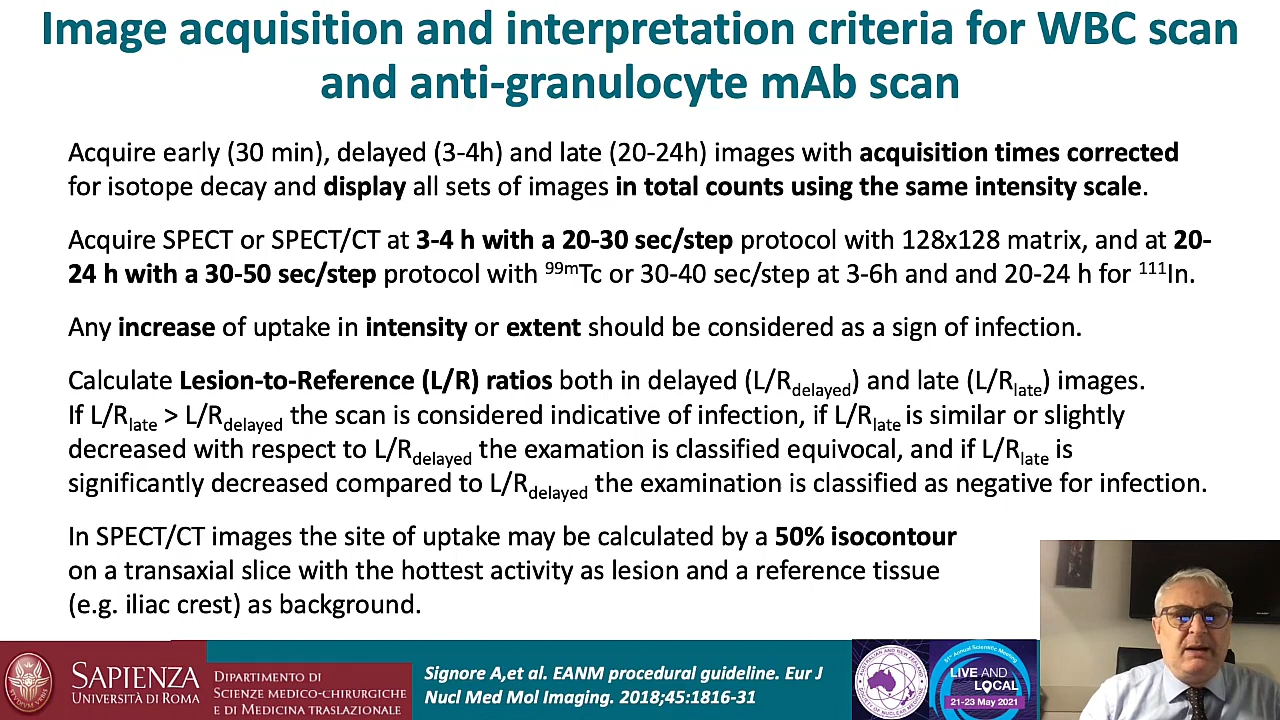 Image acquisition and interpretation criteria for WBC scan
and anti-granulocyte mAb scan
Acquire early (30 min), delayed (3-4h) and late (20-24h) images with acquisition times corrected
for isotope decay and display all sets of images in total counts using the same intensity scale.
Acquire SPECT or SPECT/CT at 3-4 h with a 20-30 sec/step protocol with 128x128 matrix, and at 20-
24 h with a 30-50 sec/step protocol with 99mTc or 30-40 sec/step at 3-6h and and 20-24 h for 111In.
Any increase of uptake in intensity or extent should be considered as a sign of infection.
Calculate Lesion-to-Reference (L/R) ratios both in delayed (L/Rdelayed) and late (L/Rlate) images.
If L/Rlate > L/Rdelayed the scan is considered indicative of infection, if L/Rlate is similar or slightly
decreased with respect to L/Rdelayed the examation is classified equivocal, and if L/Rlate is
significantly decreased compared to L/Rdelayed the examination is classified as negative for infection.
In SPECT/CT images the site of uptake may be calculated by a 50% isocontour
on a transaxial slice with the hottest activity as lesion and a reference tissue
(e.g. iliac crest) as background.
SAPIENZA
UNIVERSITÀ DI ROMA
DIPARTIMENTO DI
SCIENZE MEDICO-CHIRURGICHE
E DI MEDICINA TRASLAZIONALE
Signore A,et al. EANM procedural guideline. Eur J
Nucl Med Mol Imaging. 2018;45:1816-31
Annual Scientific Meeting
LIVE AND
LOCAL
21-23 May 2021